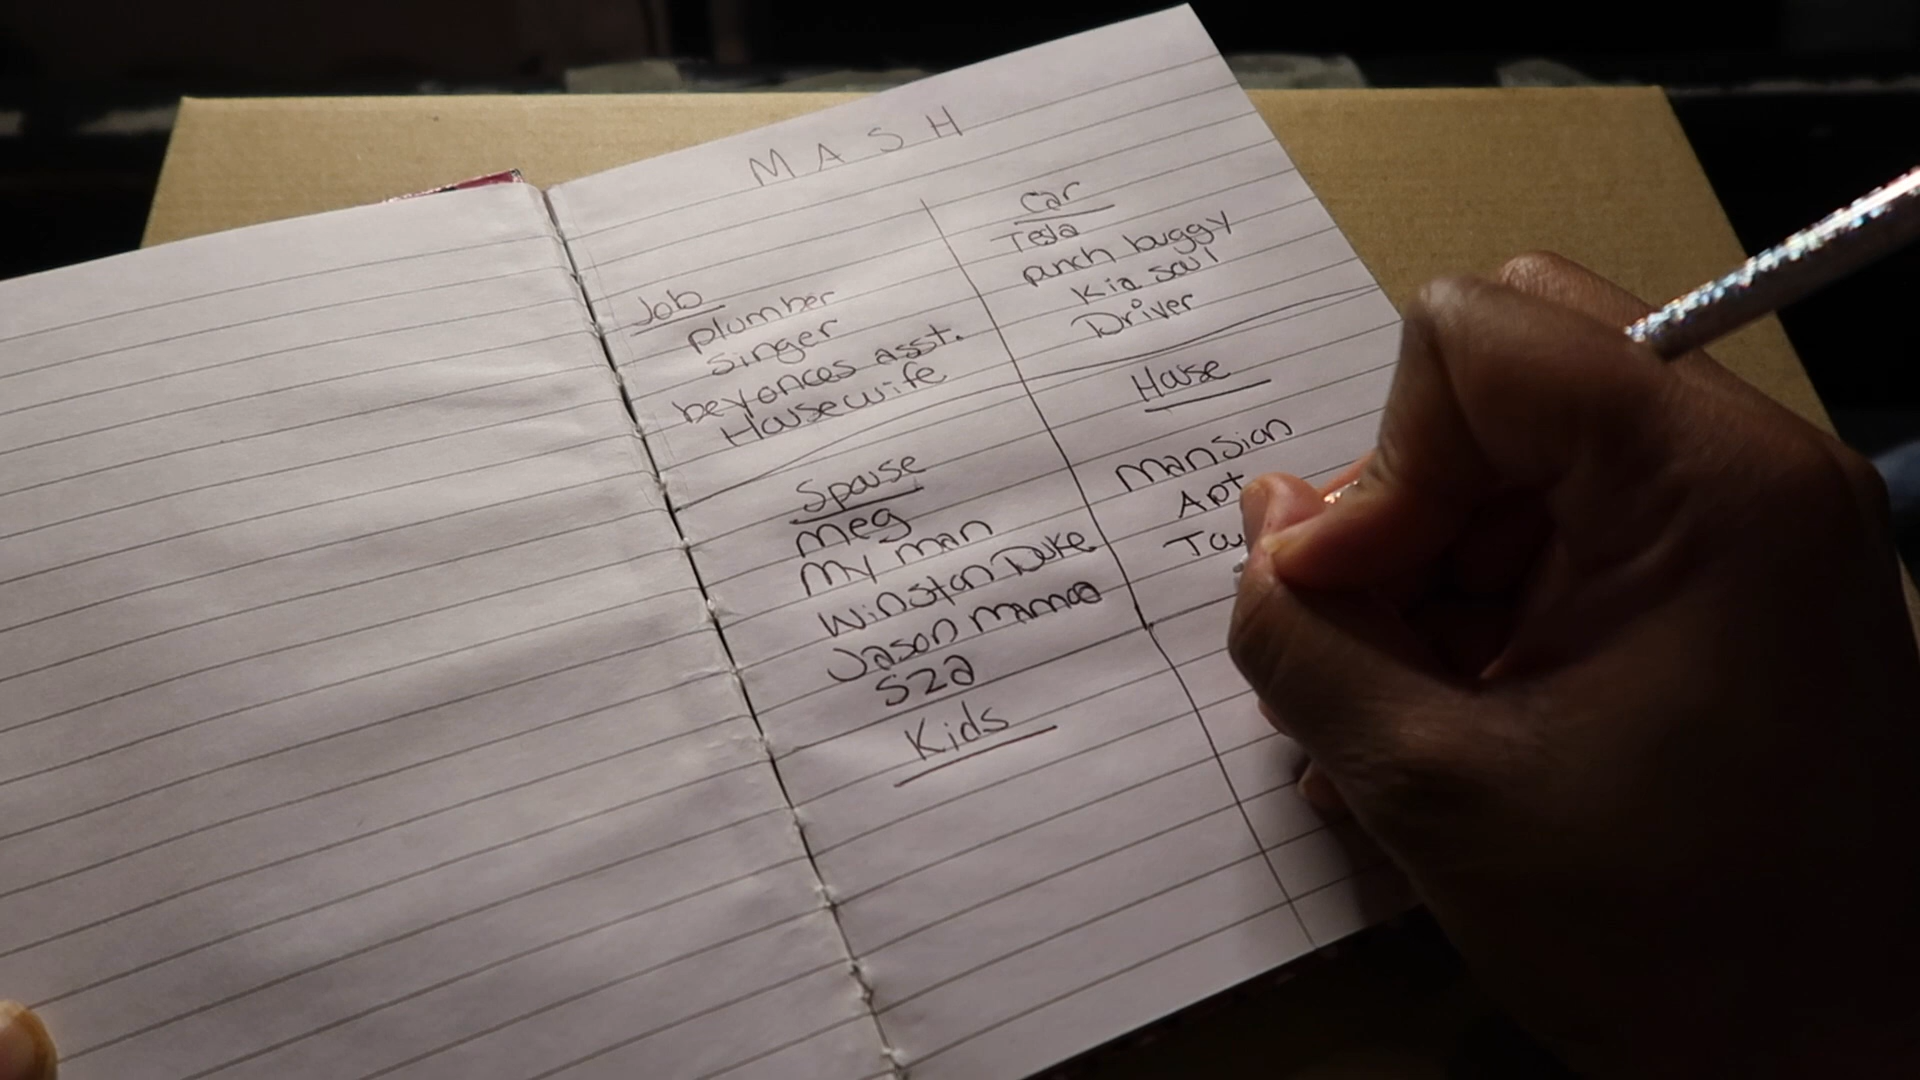 MASH
Job
plumber
singer
beyonces asst.
Housewife
Spouse
meg
my man
Winston Duke
Jason mamoa
SZa
Kids
Car
Tesla
punch buggy
Kia soul
Driver
House
mansion
Apt